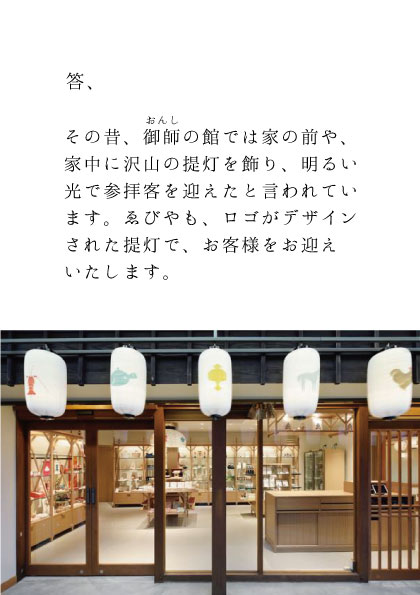 答、
おんし
その昔、御師の館では家の前や、
家中に沢山の提灯を飾り、明るい
光で参拝客を迎えたと言われてい
ます。ゑびやも、ロゴがデザイン
された提灯で、お客様をお迎え
いたします。